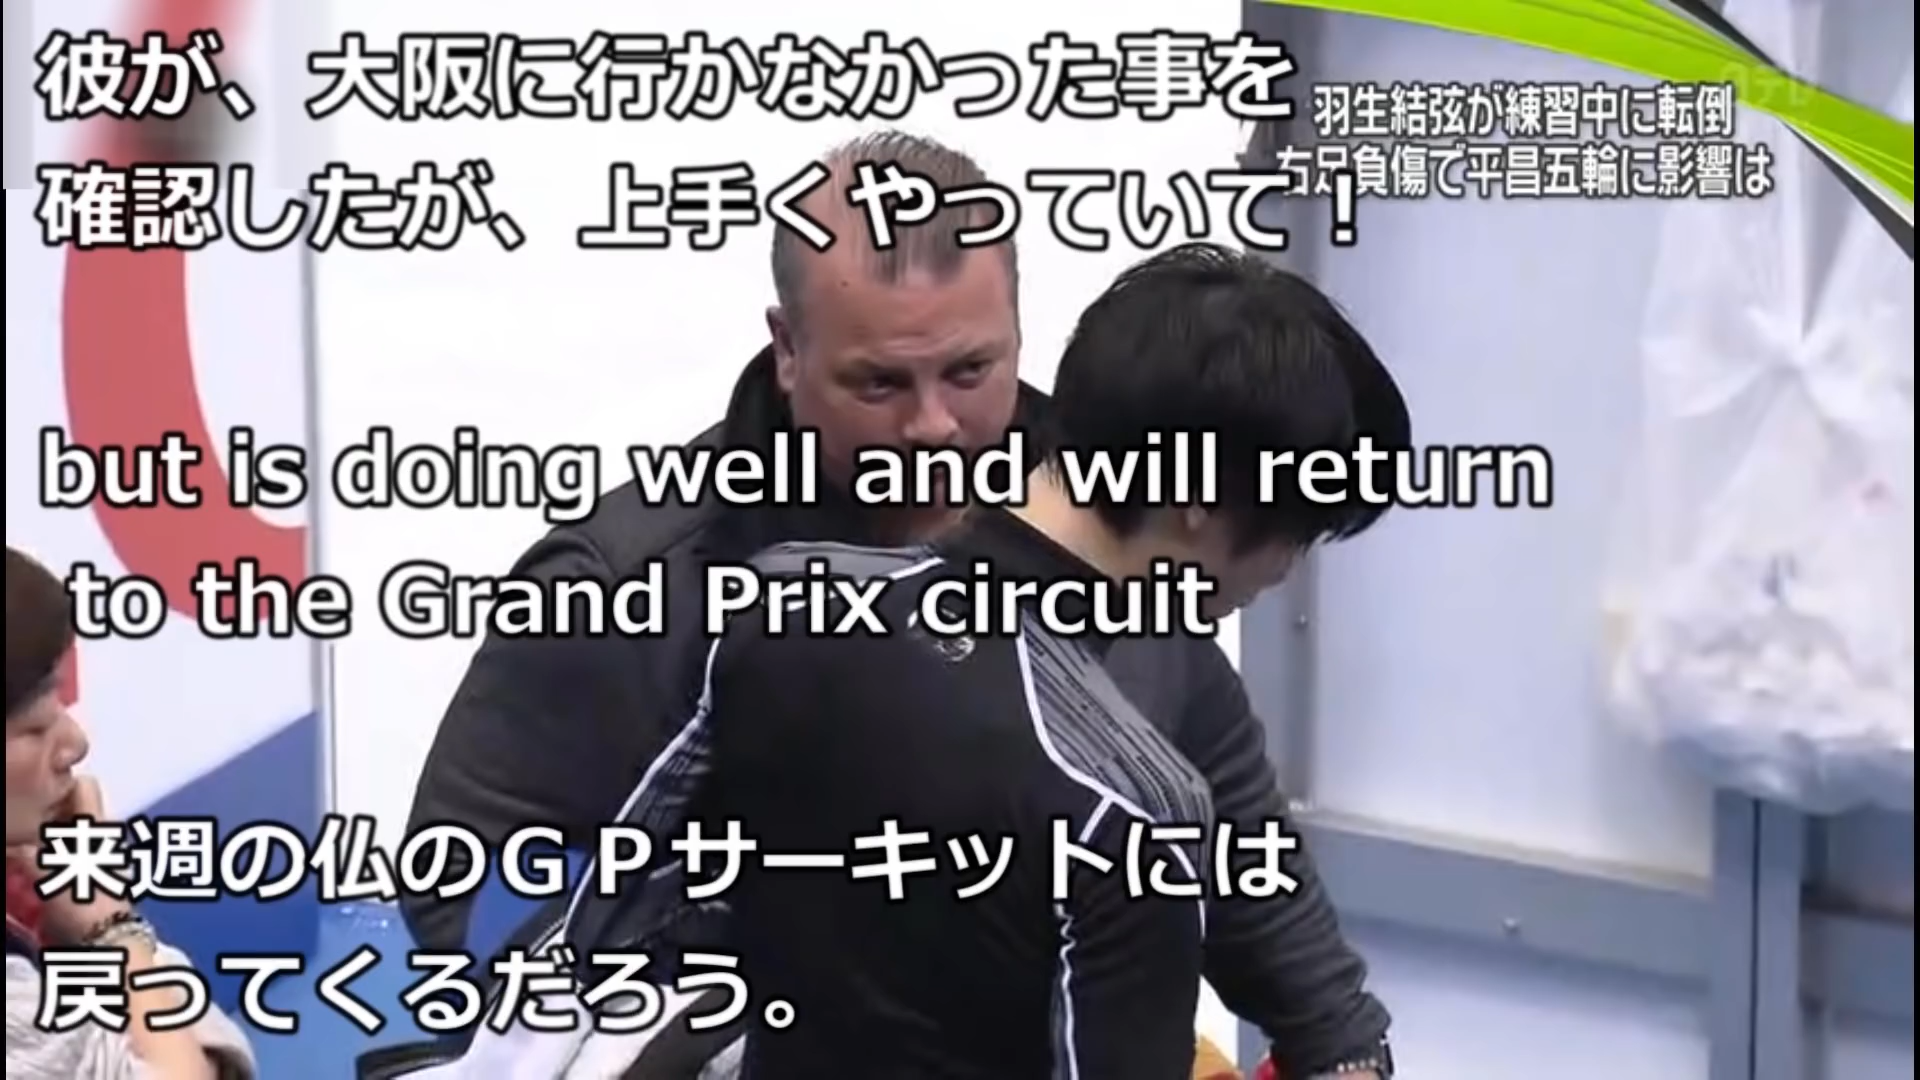 彼が、大阪に行かなかった事を
確認したが、上手くやっていて！
羽生結弦が練習中に転倒
右足負傷で平昌五輪に影響は
but is doing well and will return
to the Grand Prix circuit
来週の仏のＧＰサーキットには
戻ってくるだろう。